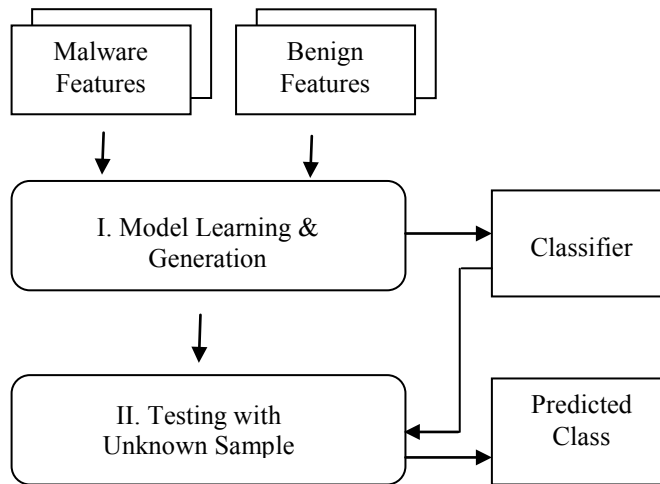 Malware
Features
Benign
Features
I. Model Learning &
Generation
Classifier
II. Testing with
Unknown Sample
Predicted
Class